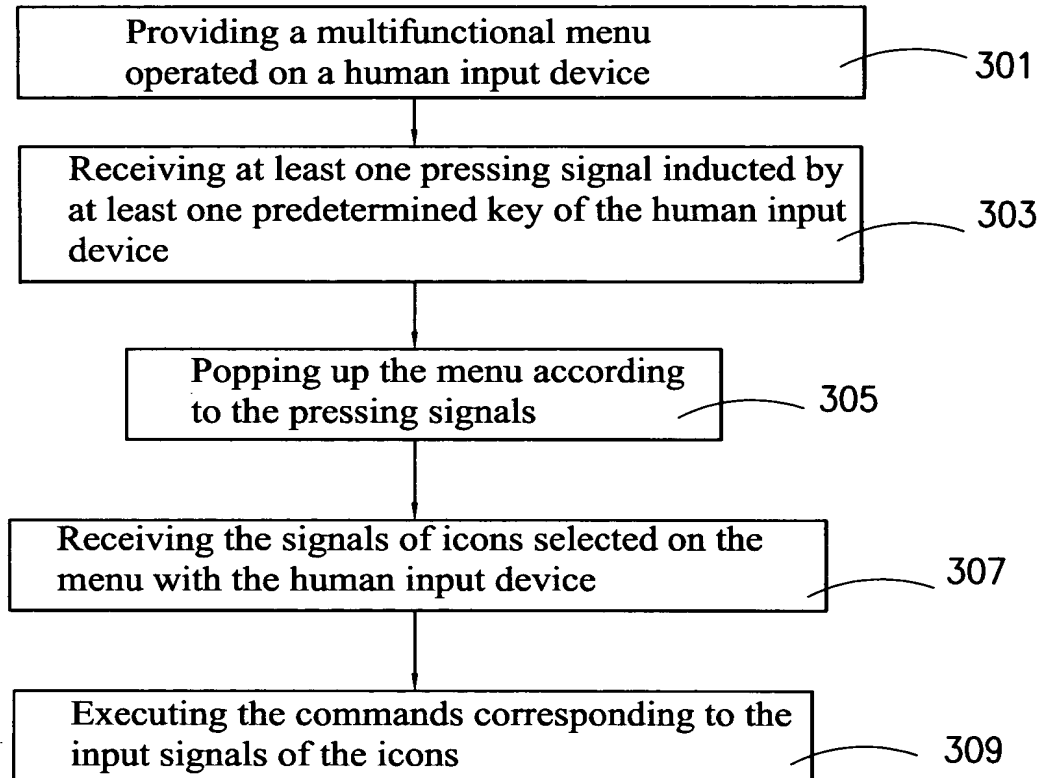 Providing a multifunctional menu
operated on a human input device
301
Receiving at least one pressing signal inducted by
at least one predetermined key of the human input
device
303
Popping up the menu according
to the pressing signals
305
Receiving the signals of icons selected on the
menu with the human input device
307
Executing the commands corresponding to the
input signals of the icons
309